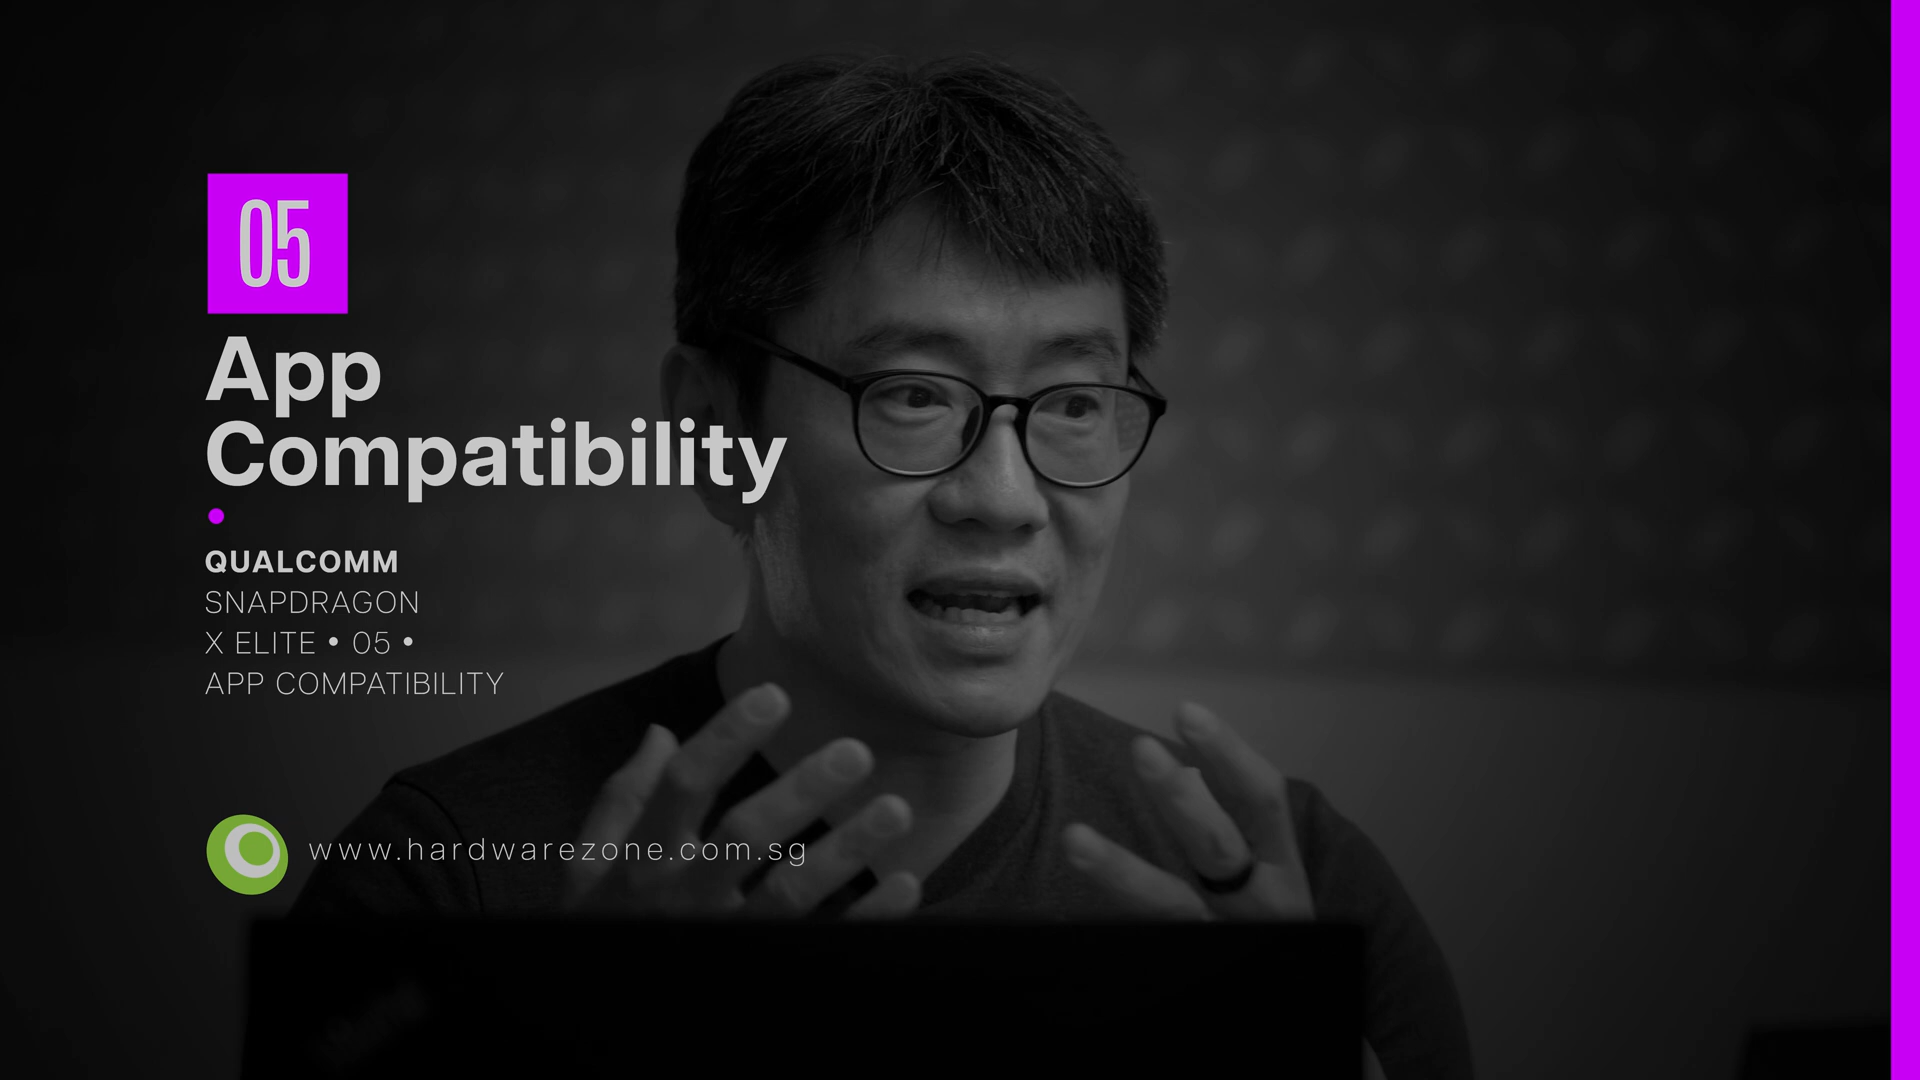 05
App
Compatibility
QUALCOMM
SNAPDRAGON
X ELITE • 05 •
APP COMPATIBILITY
www.hardwarezone.com.sg